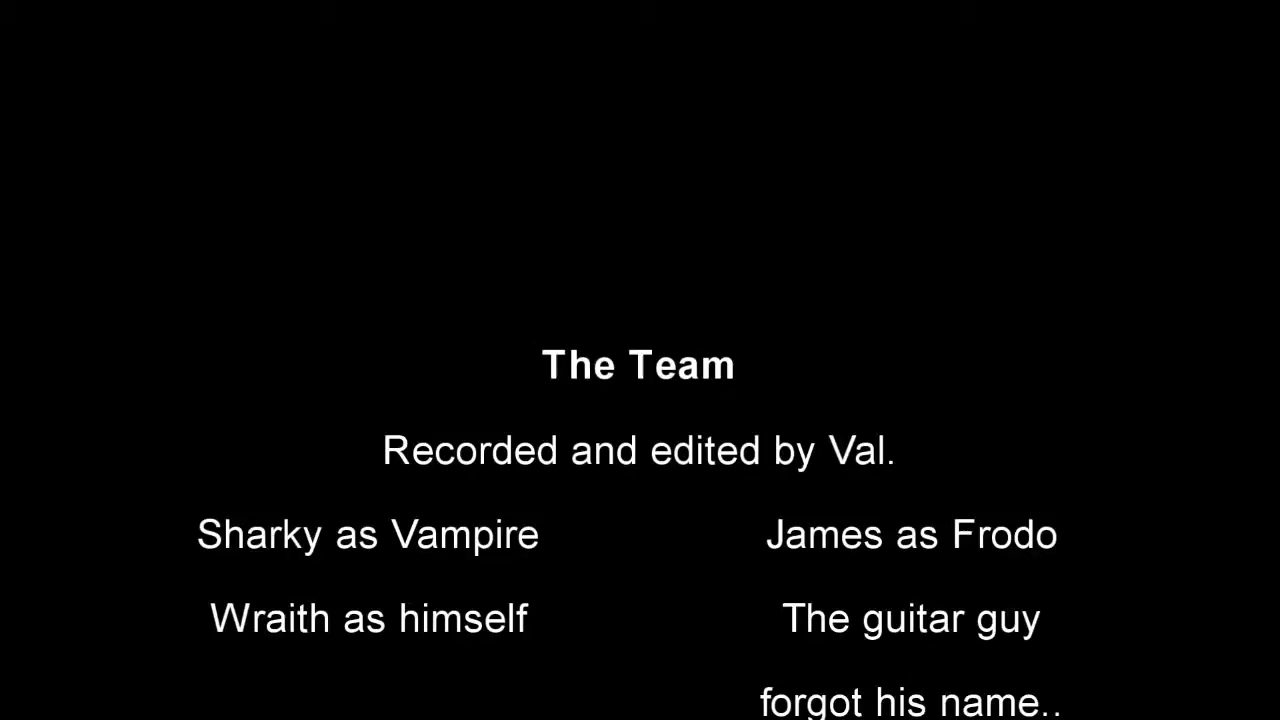 The Team
Recorded and edited by Val.
Sharky as Vampire
James as Frodo
Wraith as himself
The guitar guy
forgot his name..